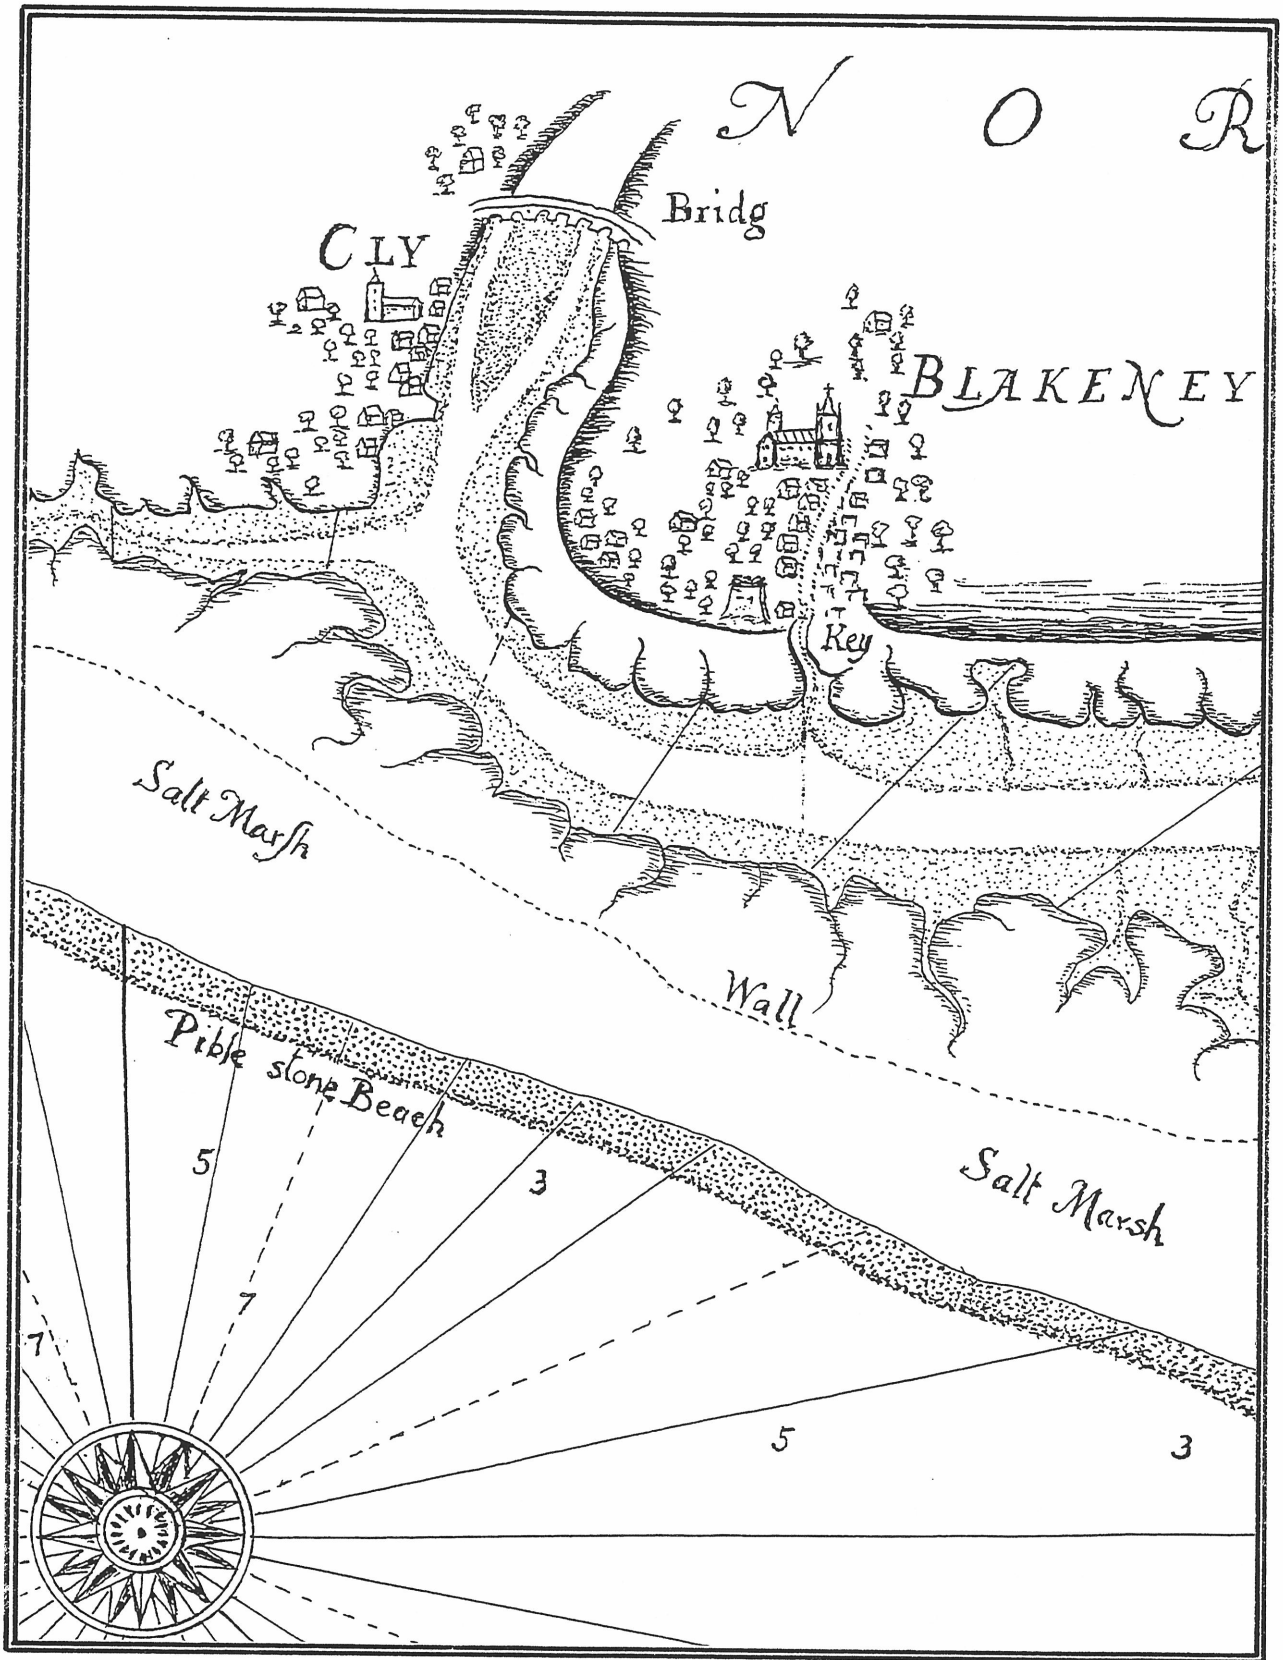 N O R
Bridg
CLY
BLAKENEY
Key
Salt Marſh
Wall
Pible stone Beach
5
3
Salt Marsh
7
7
5
3